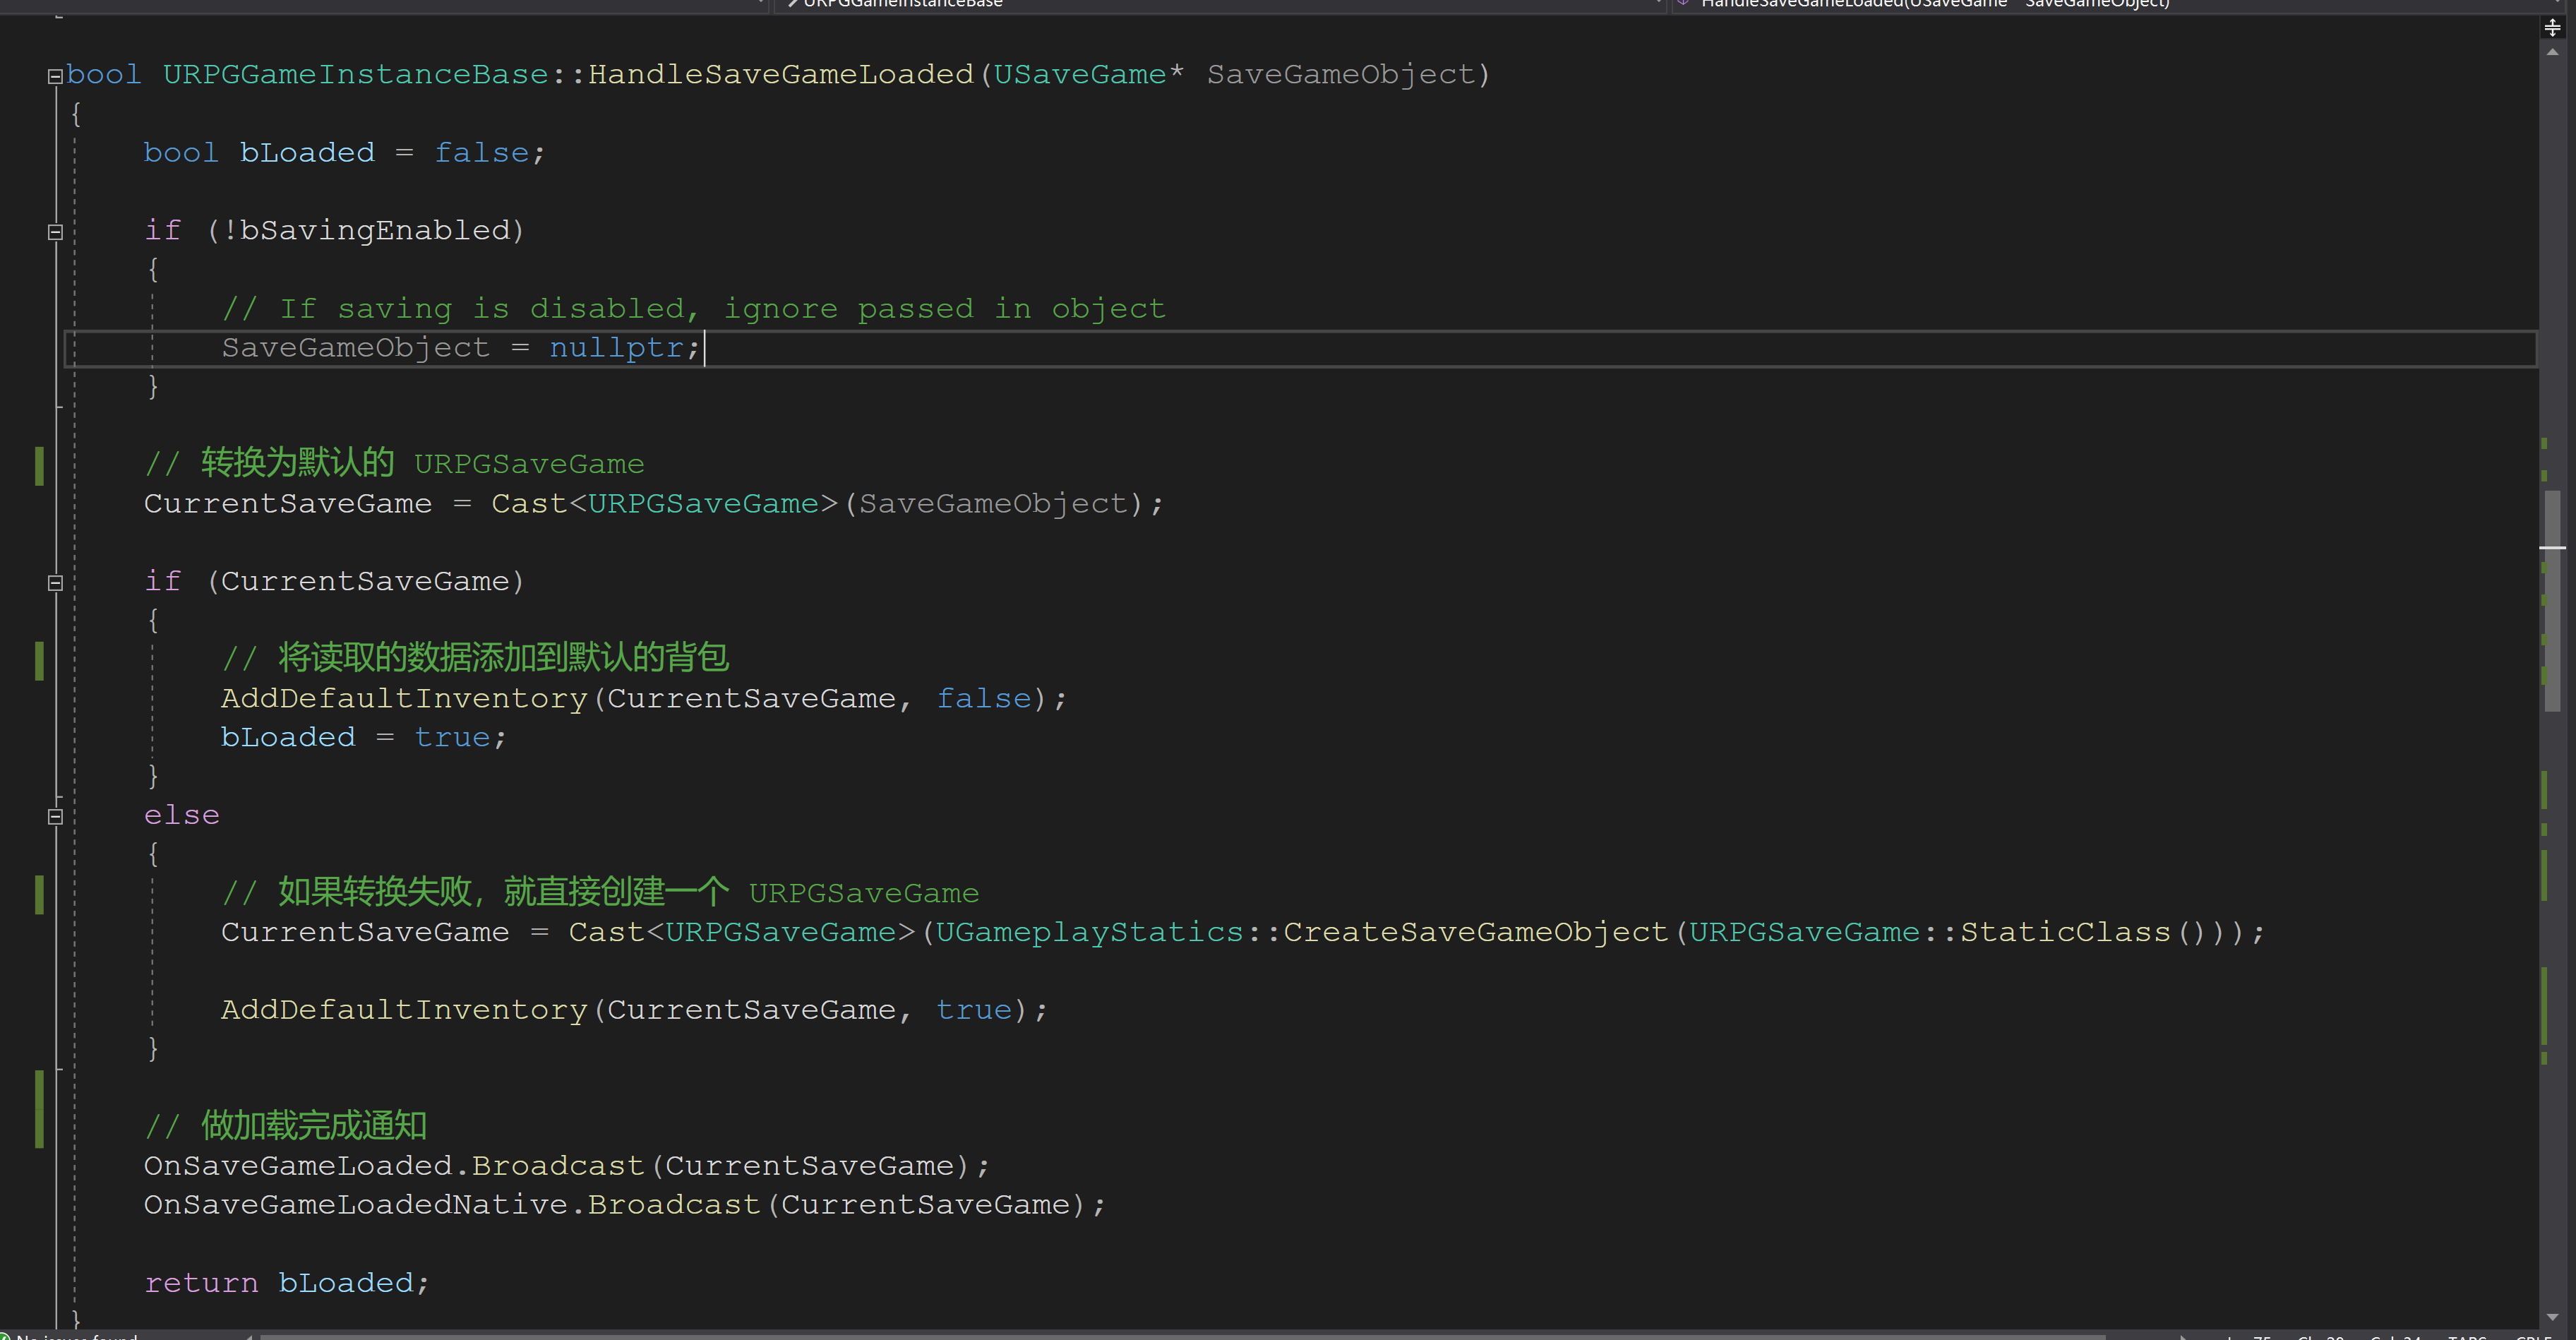 URPGGameInstanceBase HandleSaveGameLoaded(USaveGame * SaveGameObject)
bool URPGGameInstanceBase::HandleSaveGameLoaded(USaveGame* SaveGameObject)
{
bool bLoaded = false;
if (!bSavingEnabled)
{
// If saving is disabled, ignore passed in object
SaveGameObject = nullptr;
}
// 转换为默认的 URPGSaveGame
CurrentSaveGame = Cast<URPGSaveGame>(SaveGameObject);
if (CurrentSaveGame)
{
// 将读取的数据添加到默认的背包
AddDefaultInventory(CurrentSaveGame, false);
bLoaded = true;
}
else
{
// 如果转换失败，就直接创建一个 URPGSaveGame
CurrentSaveGame = Cast<URPGSaveGame>(UGameplayStatics::CreateSaveGameObject(URPGSaveGame::StaticClass()));
AddDefaultInventory(CurrentSaveGame, true);
}
// 做加载完成通知
OnSaveGameLoaded.Broadcast(CurrentSaveGame);
OnSaveGameLoadedNative.Broadcast(CurrentSaveGame);
return bLoaded;
}
No issues found